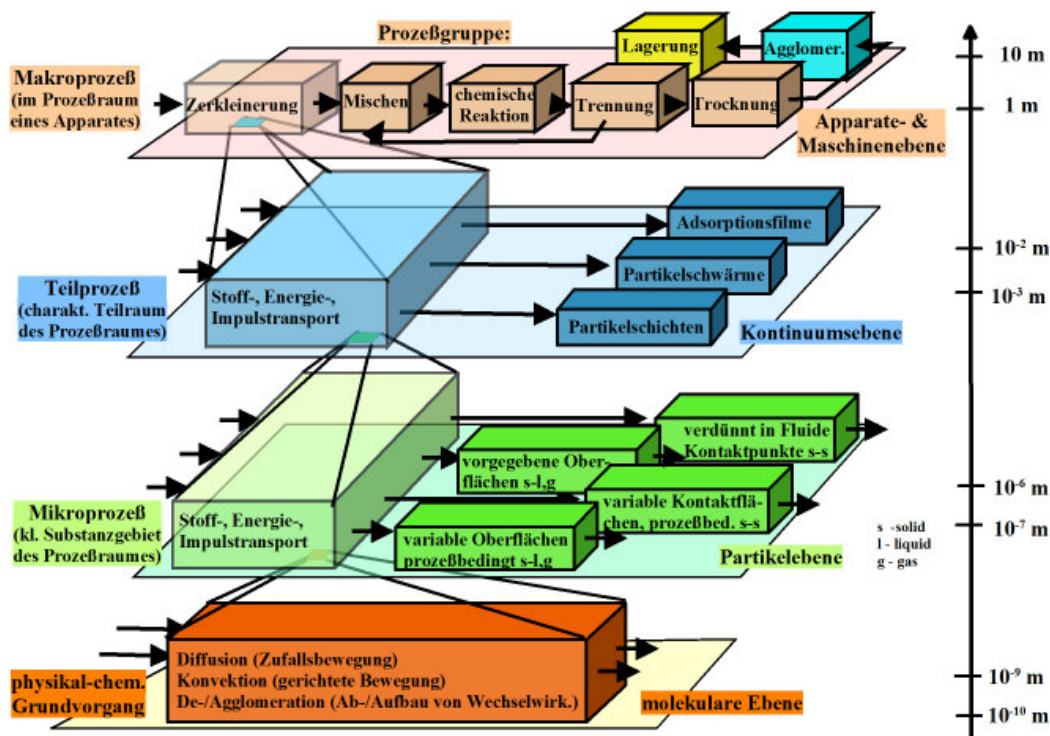 Prozeßgruppe:
Lagerung
Agglomer.
10 m
Makroprozeß
(im Prozeßraum
eines Apparates)
Zerkleinerung
Mischen
chemische
Reaktion
Trennung
Trocknung
1 m
Apparate- &
Maschinenebene
Adsorptionsfilme
10⁻² m
Partikelschwärme
Teilprozeß
(charakt. Teilraum
des Prozeßraumes)
Stoff-, Energie-,
Impulstransport
10⁻³ m
Partikelschichten
Kontinuumsebene
verdünnt in Fluide
Kontaktpunkte s-s
vorgegebene Ober-
flächen s-l,g
10⁻⁶ m
variable Kontaktflä-
chen, prozeßbed. s-s
Mikroprozeß
(kl. Substanzgebiet
des Prozeßraumes)
Stoff-, Energie-,
Impulstransport
variable Oberflächen
prozeßbedingt s-l,g
10⁻⁷ m
s -solid
l - liquid
g - gas
Partikelebene
Diffusion (Zufallsbewegung)
Konvektion (gerichtete Bewegung)
De-/Agglomeration (Ab-/Aufbau von Wechselwirk.)
physikal-chem.
Grundvorgang
molekulare Ebene
10⁻⁹ m
10⁻¹⁰ m